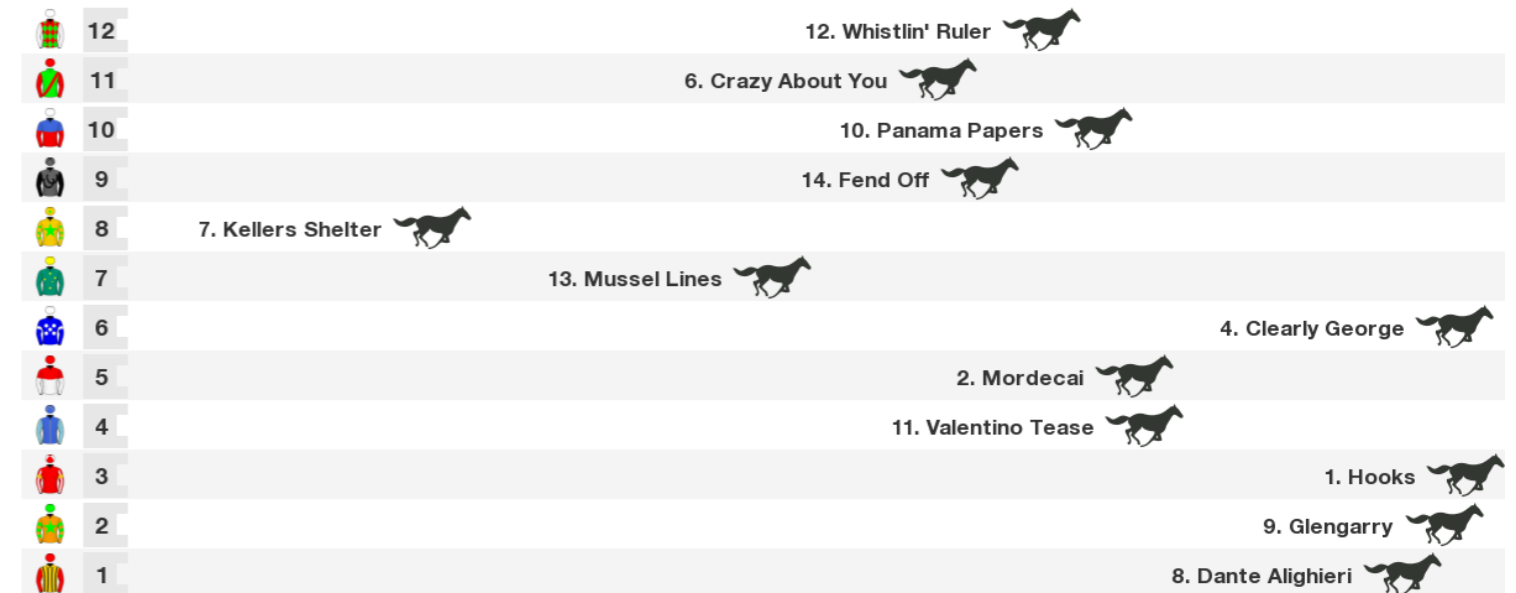 12 12. Whistlin' Ruler
11 6. Crazy About You
10 10. Panama Papers
9 14. Fend Off
8 7. Kellers Shelter
7 13. Mussel Lines
6 4. Clearly George
5 2. Mordecai
4 11. Valentino Tease
3 1. Hooks
2 9. Glengarry
1 8. Dante Alighieri